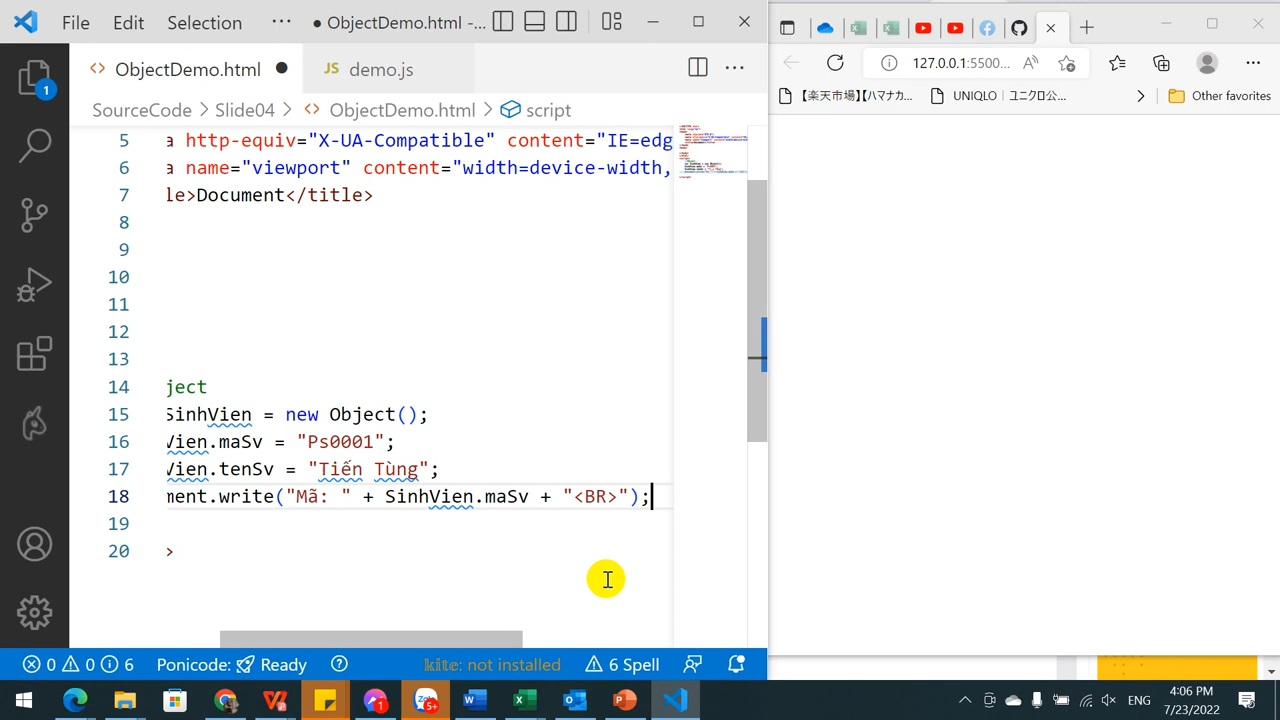 File Edit Selection ··· ● ObjectDemo.html -...
<> ObjectDemo.html ● JS demo.js
SourceCode > Slide04 > <> ObjectDemo.html > script
5 a http-equiv="X-UA-Compatible" content="IE=edg
6 a name="viewport" content="width=device-width,
7 le>Document</title>
8
9
10
11
12
13
14 ject
15 SinhVien = new Object();
16 Vien.maSv = "Ps0001";
17 Vien.tenSv = "Tiến Tùng";
18 ment.write("Mã: " + SinhVien.maSv + "<BR>");
19
20 >
1
0 0 6 Ponicode: Ready kite: not installed 6 Spell
127.0.0.1:5500...
【楽天市場】【ハマナカ... UNIQLO | ユニクロ公... Other favorites
1 5+ ENG 4:06 PM
7/23/2022